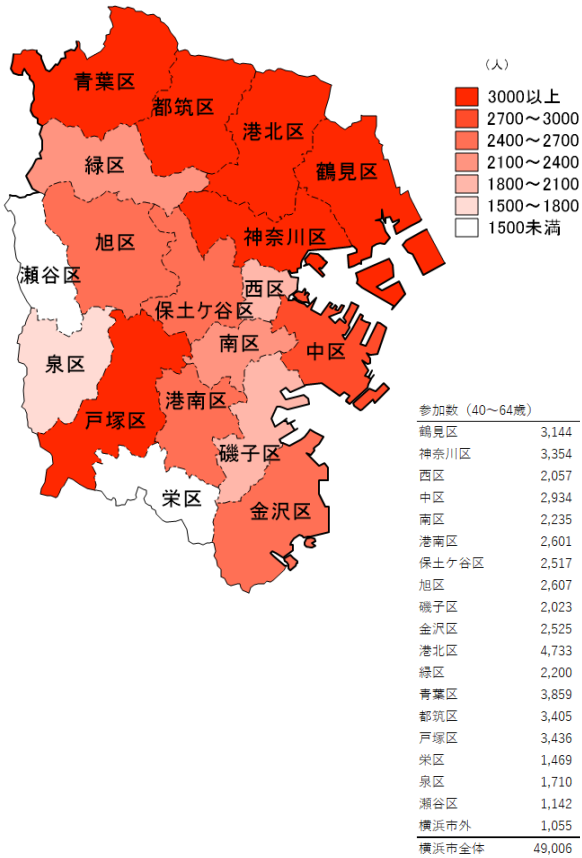 青葉区
都筑区
港北区
鶴見区
緑区
神奈川区
旭区
瀬谷区
西区
保土ケ谷区
泉区
南区
中区
港南区
戸塚区
磯子区
栄区
金沢区
（人）
3000以上
2700～3000
2400～2700
2100～2400
1800～2100
1500～1800
1500未満
参加数（40～64歳）
鶴見区 3,144
神奈川区 3,354
西区 2,057
中区 2,934
南区 2,235
港南区 2,601
保土ケ谷区 2,517
旭区 2,607
磯子区 2,023
金沢区 2,525
港北区 4,733
緑区 2,200
青葉区 3,859
都筑区 3,405
戸塚区 3,436
栄区 1,469
泉区 1,710
瀬谷区 1,142
横浜市外 1,055
横浜市全体 49,006